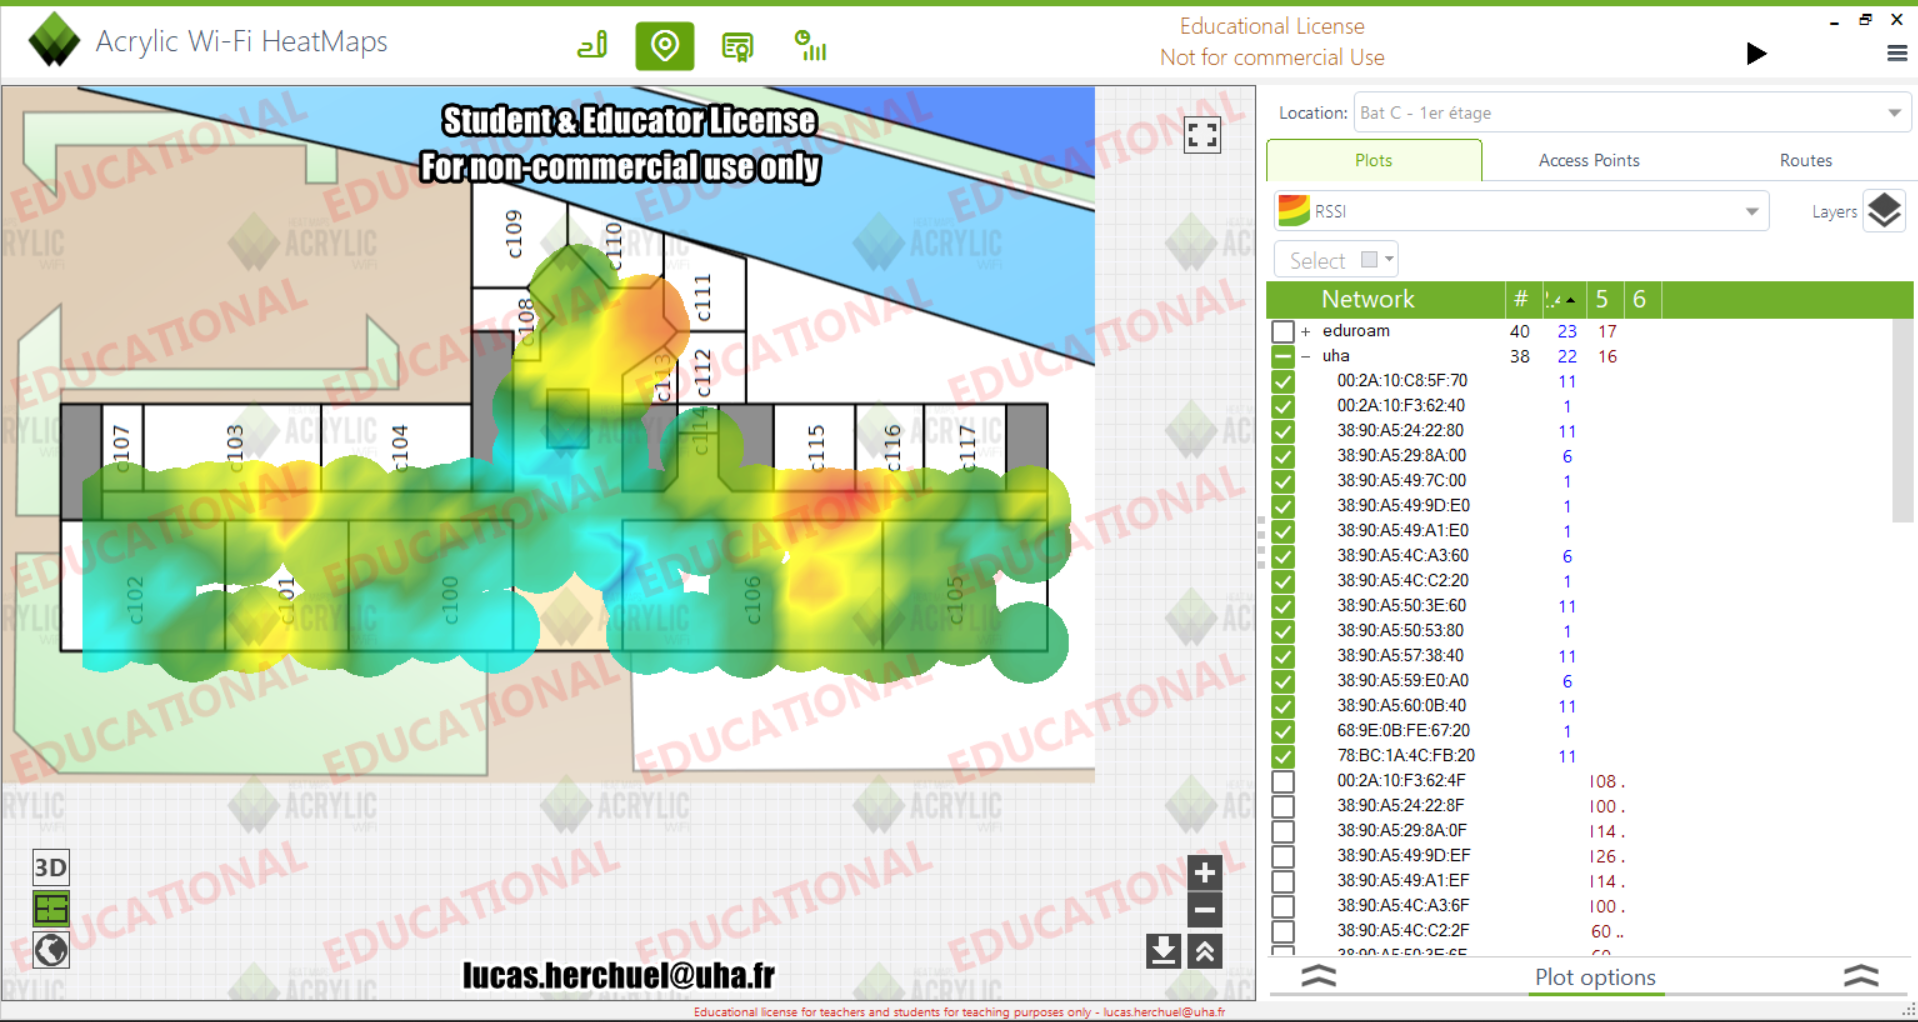 Acrylic Wi-Fi HeatMaps
Educational License
Not for commercial Use
Student & Educator License
For non-commercial use only
c109
c110
c111
c108
c113
c112
c107
c103
c104
c114
c115
c116
c117
c102
c101
c100
c106
c105
EDUCATIONAL
ACRYLIC
WIFI
3D
lucas.herchuel@uha.fr
Location:
Bat C - 1er étage
Plots
Access Points
Routes
RSSI
Layers
Select
Network # 5 6
+ eduroam 40 23 17
− uha 38 22 16
00:2A:10:C8:5F:70 11
00:2A:10:F3:62:40 1
38:90:A5:24:22:80 11
38:90:A5:29:8A:00 6
38:90:A5:49:7C:00 1
38:90:A5:49:9D:E0 1
38:90:A5:49:A1:E0 1
38:90:A5:4C:A3:60 6
38:90:A5:4C:C2:20 1
38:90:A5:50:3E:60 11
38:90:A5:50:53:80 1
38:90:A5:57:38:40 11
38:90:A5:59:E0:A0 6
38:90:A5:60:0B:40 11
68:9E:0B:FE:67:20 1
78:BC:1A:4C:FB:20 11
00:2A:10:F3:62:4F 108 .
38:90:A5:24:22:8F 100 .
38:90:A5:29:8A:0F 114 .
38:90:A5:49:9D:EF 126 .
38:90:A5:49:A1:EF 114 .
38:90:A5:4C:A3:6F 100 .
38:90:A5:4C:C2:2F 60 ..
Plot options
Educational license for teachers and students for teaching purposes only - lucas.herchuel@uha.fr